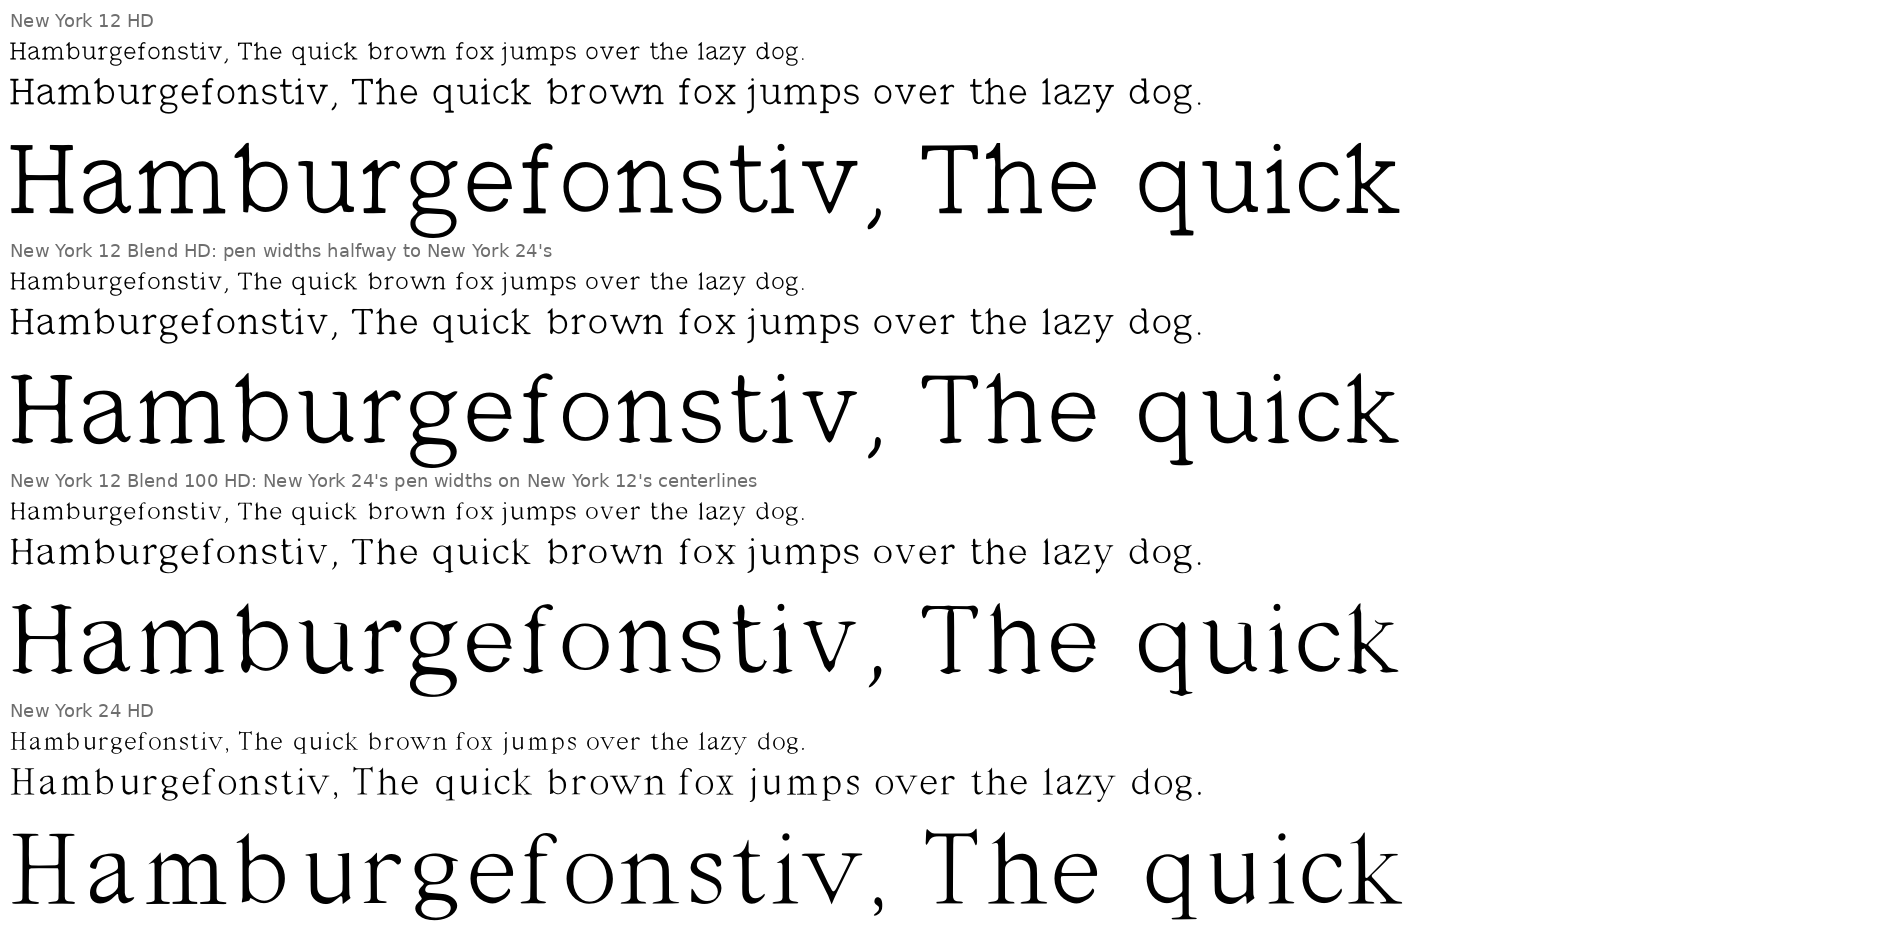 New York 12 HD
Hamburgefonstiv, The quick brown fox jumps over the lazy dog.
Hamburgefonstiv, The quick brown fox jumps over the lazy dog.
Hamburgefonstiv, The quick
New York 12 Blend HD: pen widths halfway to New York 24's
Hamburgefonstiv, The quick brown fox jumps over the lazy dog.
Hamburgefonstiv, The quick brown fox jumps over the lazy dog.
Hamburgefonstiv, The quick
New York 12 Blend 100 HD: New York 24's pen widths on New York 12's centerlines
Hamburgefonstiv, The quick brown fox jumps over the lazy dog.
Hamburgefonstiv, The quick brown fox jumps over the lazy dog.
Hamburgefonstiv, The quick
New York 24 HD
Hamburgefonstiv, The quick brown fox jumps over the lazy dog.
Hamburgefonstiv, The quick brown fox jumps over the lazy dog.
Hamburgefonstiv, The quick